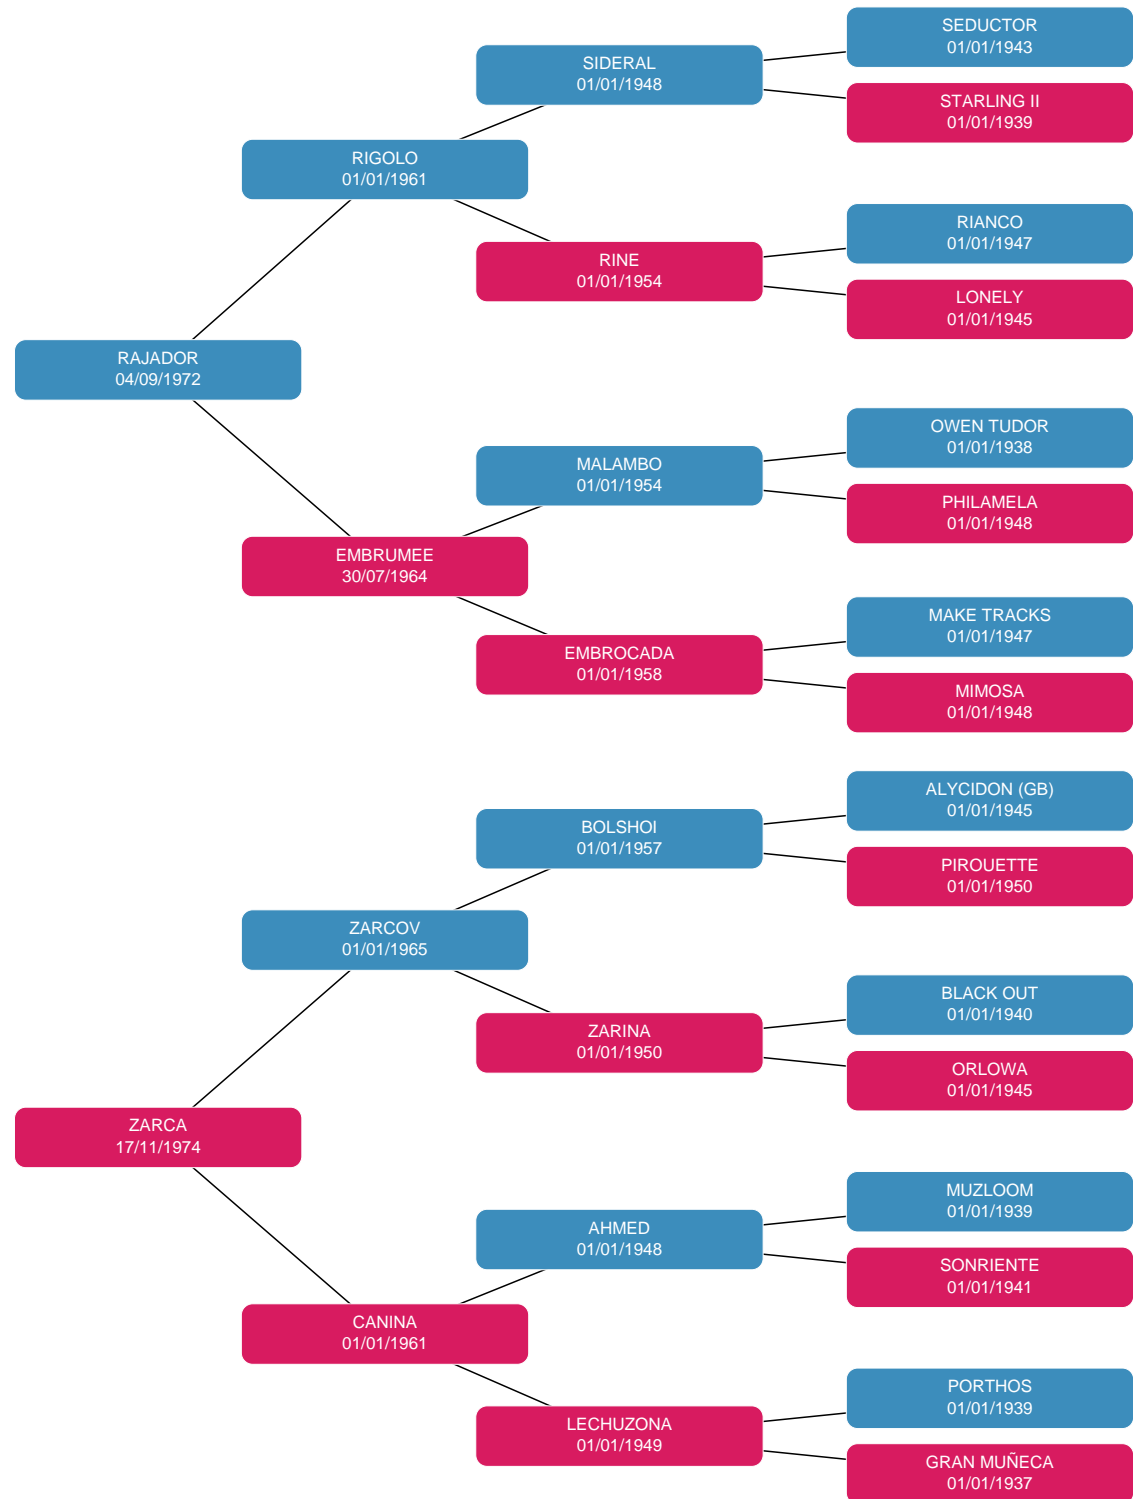 SEDUCTOR
01/01/1943
SIDERAL
01/01/1948
STARLING II
01/01/1939
RIGOLO
01/01/1961
RIANCO
01/01/1947
RINE
01/01/1954
LONELY
01/01/1945
RAJADOR
04/09/1972
OWEN TUDOR
01/01/1938
MALAMBO
01/01/1954
PHILAMELA
01/01/1948
EMBRUMEE
30/07/1964
MAKE TRACKS
01/01/1947
EMBROCADA
01/01/1958
MIMOSA
01/01/1948
ALYCIDON (GB)
01/01/1945
BOLSHOI
01/01/1957
PIROUETTE
01/01/1950
ZARCOV
01/01/1965
BLACK OUT
01/01/1940
ZARINA
01/01/1950
ORLOWA
01/01/1945
ZARCA
17/11/1974
MUZLOOM
01/01/1939
AHMED
01/01/1948
SONRIENTE
01/01/1941
CANINA
01/01/1961
PORTHOS
01/01/1939
LECHUZONA
01/01/1949
GRAN MUÑECA
01/01/1937